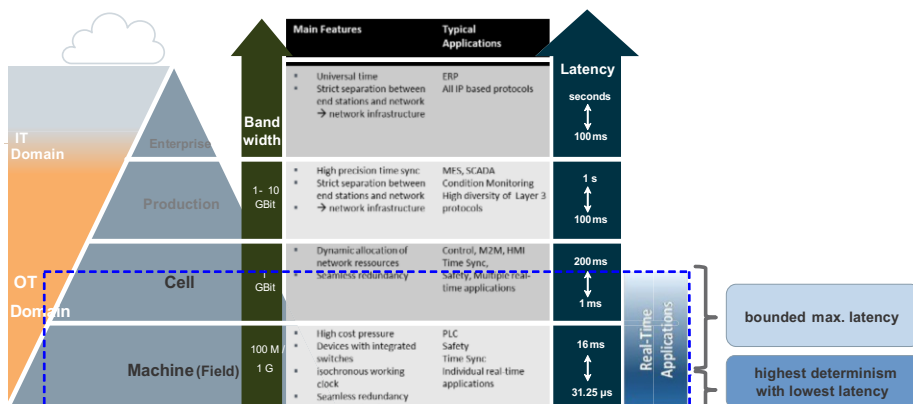 Main Features
Typical
Applications
Latency
Universal time
Strict separation between
end stations and network
→ network infrastructure
ERP
All IP based protocols
seconds
100 ms
Band
width
IT
Domain
Enterprise
High precision time sync
Strict separation between
end stations and network
→ network infrastructure
MES, SCADA
Condition Monitoring
High diversity of Layer 3
protocols
1 s
100 ms
Production
1- 10
GBit
Dynamic allocation of
network ressources
Seamless redundancy
Control, M2M, HMI
Time Sync,
Safety, Multiple real-
time applications
200 ms
1 ms
OT
Domain
Cell
GBit
Real-Time
Applications
bounded max. latency
High cost pressure
Devices with integrated
switches
isochronous working
clock
Seamless redundancy
PLC
Safety
Time Sync
Individual real-time
applications
16 ms
31.25 µs
Machine (Field)
100 M /
1 G
highest determinism
with lowest latency